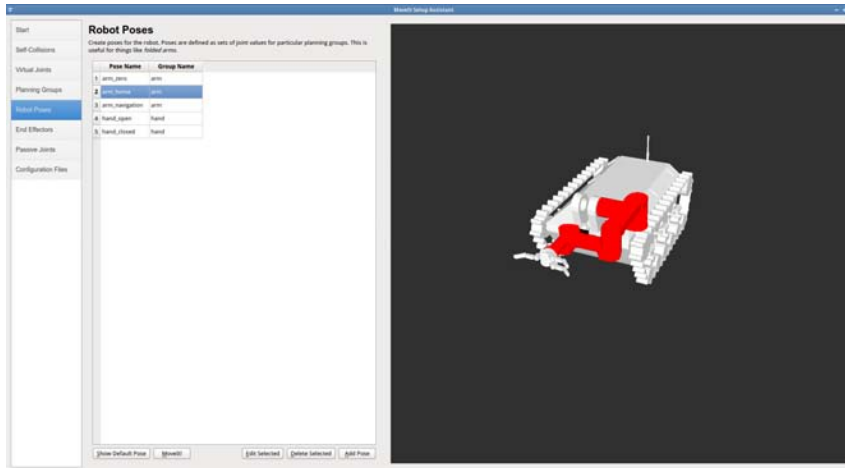 MoveIt Setup Assistant
Start
Self-Collisions
Virtual Joints
Planning Groups
Robot Poses
End Effectors
Passive Joints
Configuration Files
Robot Poses
Create poses for the robot. Poses are defined as sets of joint values for particular planning groups. This is
useful for things like folded arms.
Pose Name Group Name
1 arm_zero arm
2 arm_home arm
3 arm_navigation arm
4 hand_open hand
5 hand_closed hand
Show Default Pose MoveIt! Edit Selected Delete Selected Add Pose